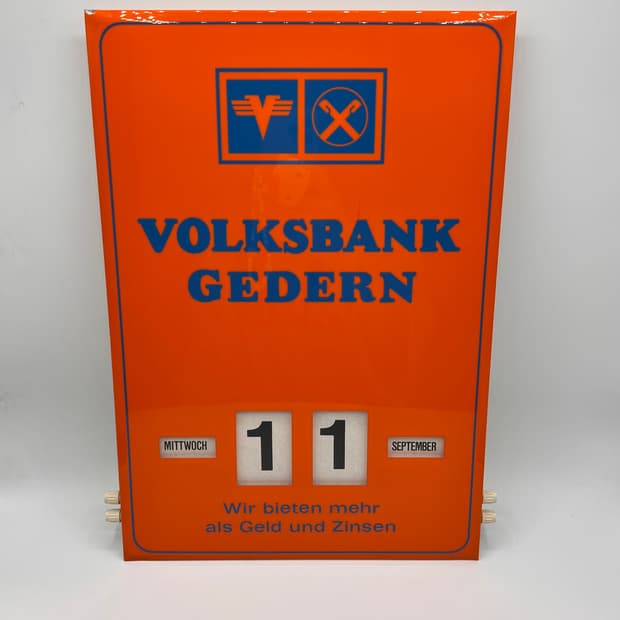 VOLKSBANK
GEDERN
MITTWOCH 11 SEPTEMBER
Wir bieten mehr
als Geld und Zinsen